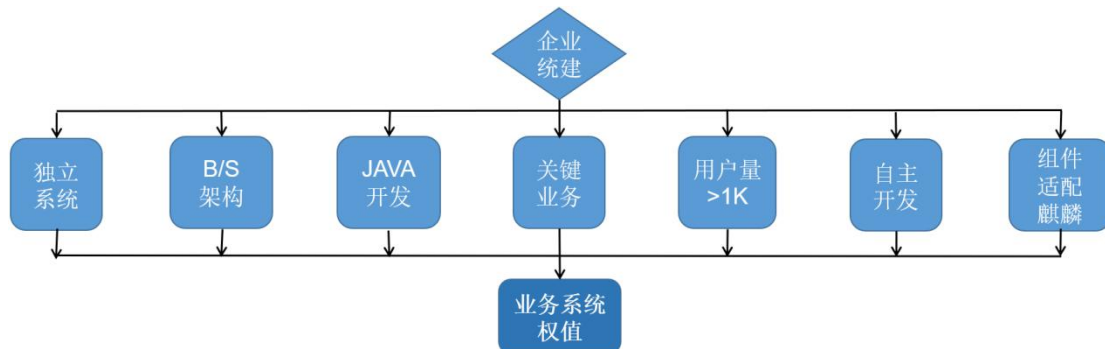 企业
统建
独立
系统
B/S
架构
JAVA
开发
关键
业务
用户量
>1K
自主
开发
组件
适配
麒麟
业务系统
权值